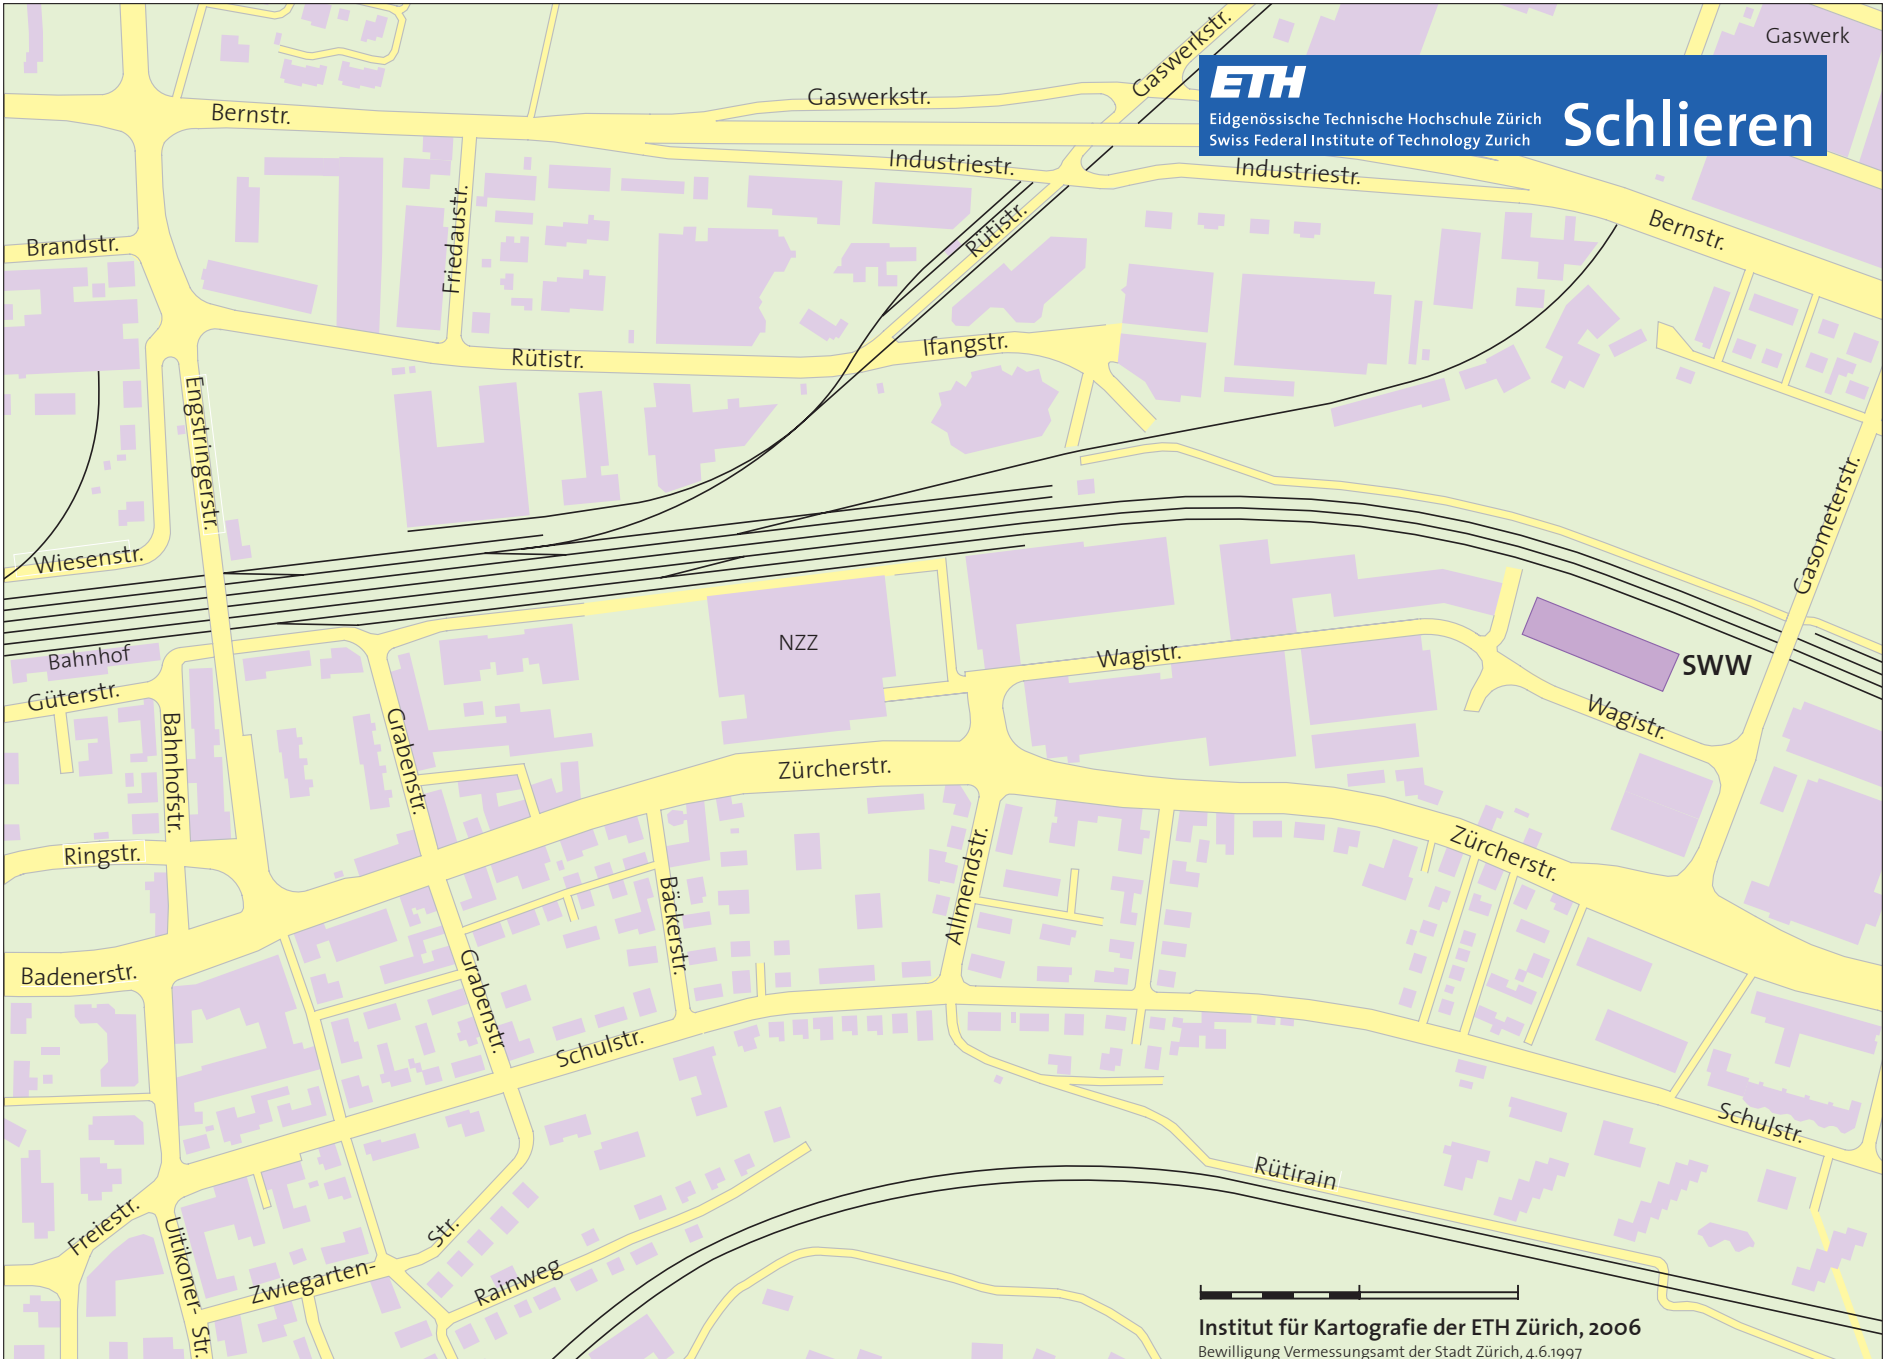 Gaswerkstr.
Gaswerk
ETH
Eidgenössische Technische Hochschule Zürich
Swiss Federal Institute of Technology Zurich
Schlieren
Bernstr.
Gaswerkstr.
Industriestr.
Industriestr.
Bernstr.
Brandstr.
Friedaustr.
Rütistr.
Rütistr.
Ifangstr.
Engstringerstr.
Wiesenstr.
Gasometerstr.
Bahnhof
NZZ
Wagistr.
SWW
Güterstr.
Wagistr.
Bahnhofstr.
Grabenstr.
Zürcherstr.
Ringstr.
Zürcherstr.
Allmendstr.
Bäckerstr.
Badenerstr.
Grabenstr.
Schulstr.
Schulstr.
Rütirain
Freiestr.
Uitikoner-
Str.
Zwiegarten-
Str.
Rainweg
Institut für Kartografie der ETH Zürich, 2006
Bewilligung Vermessungsamt der Stadt Zürich, 4.6.1997